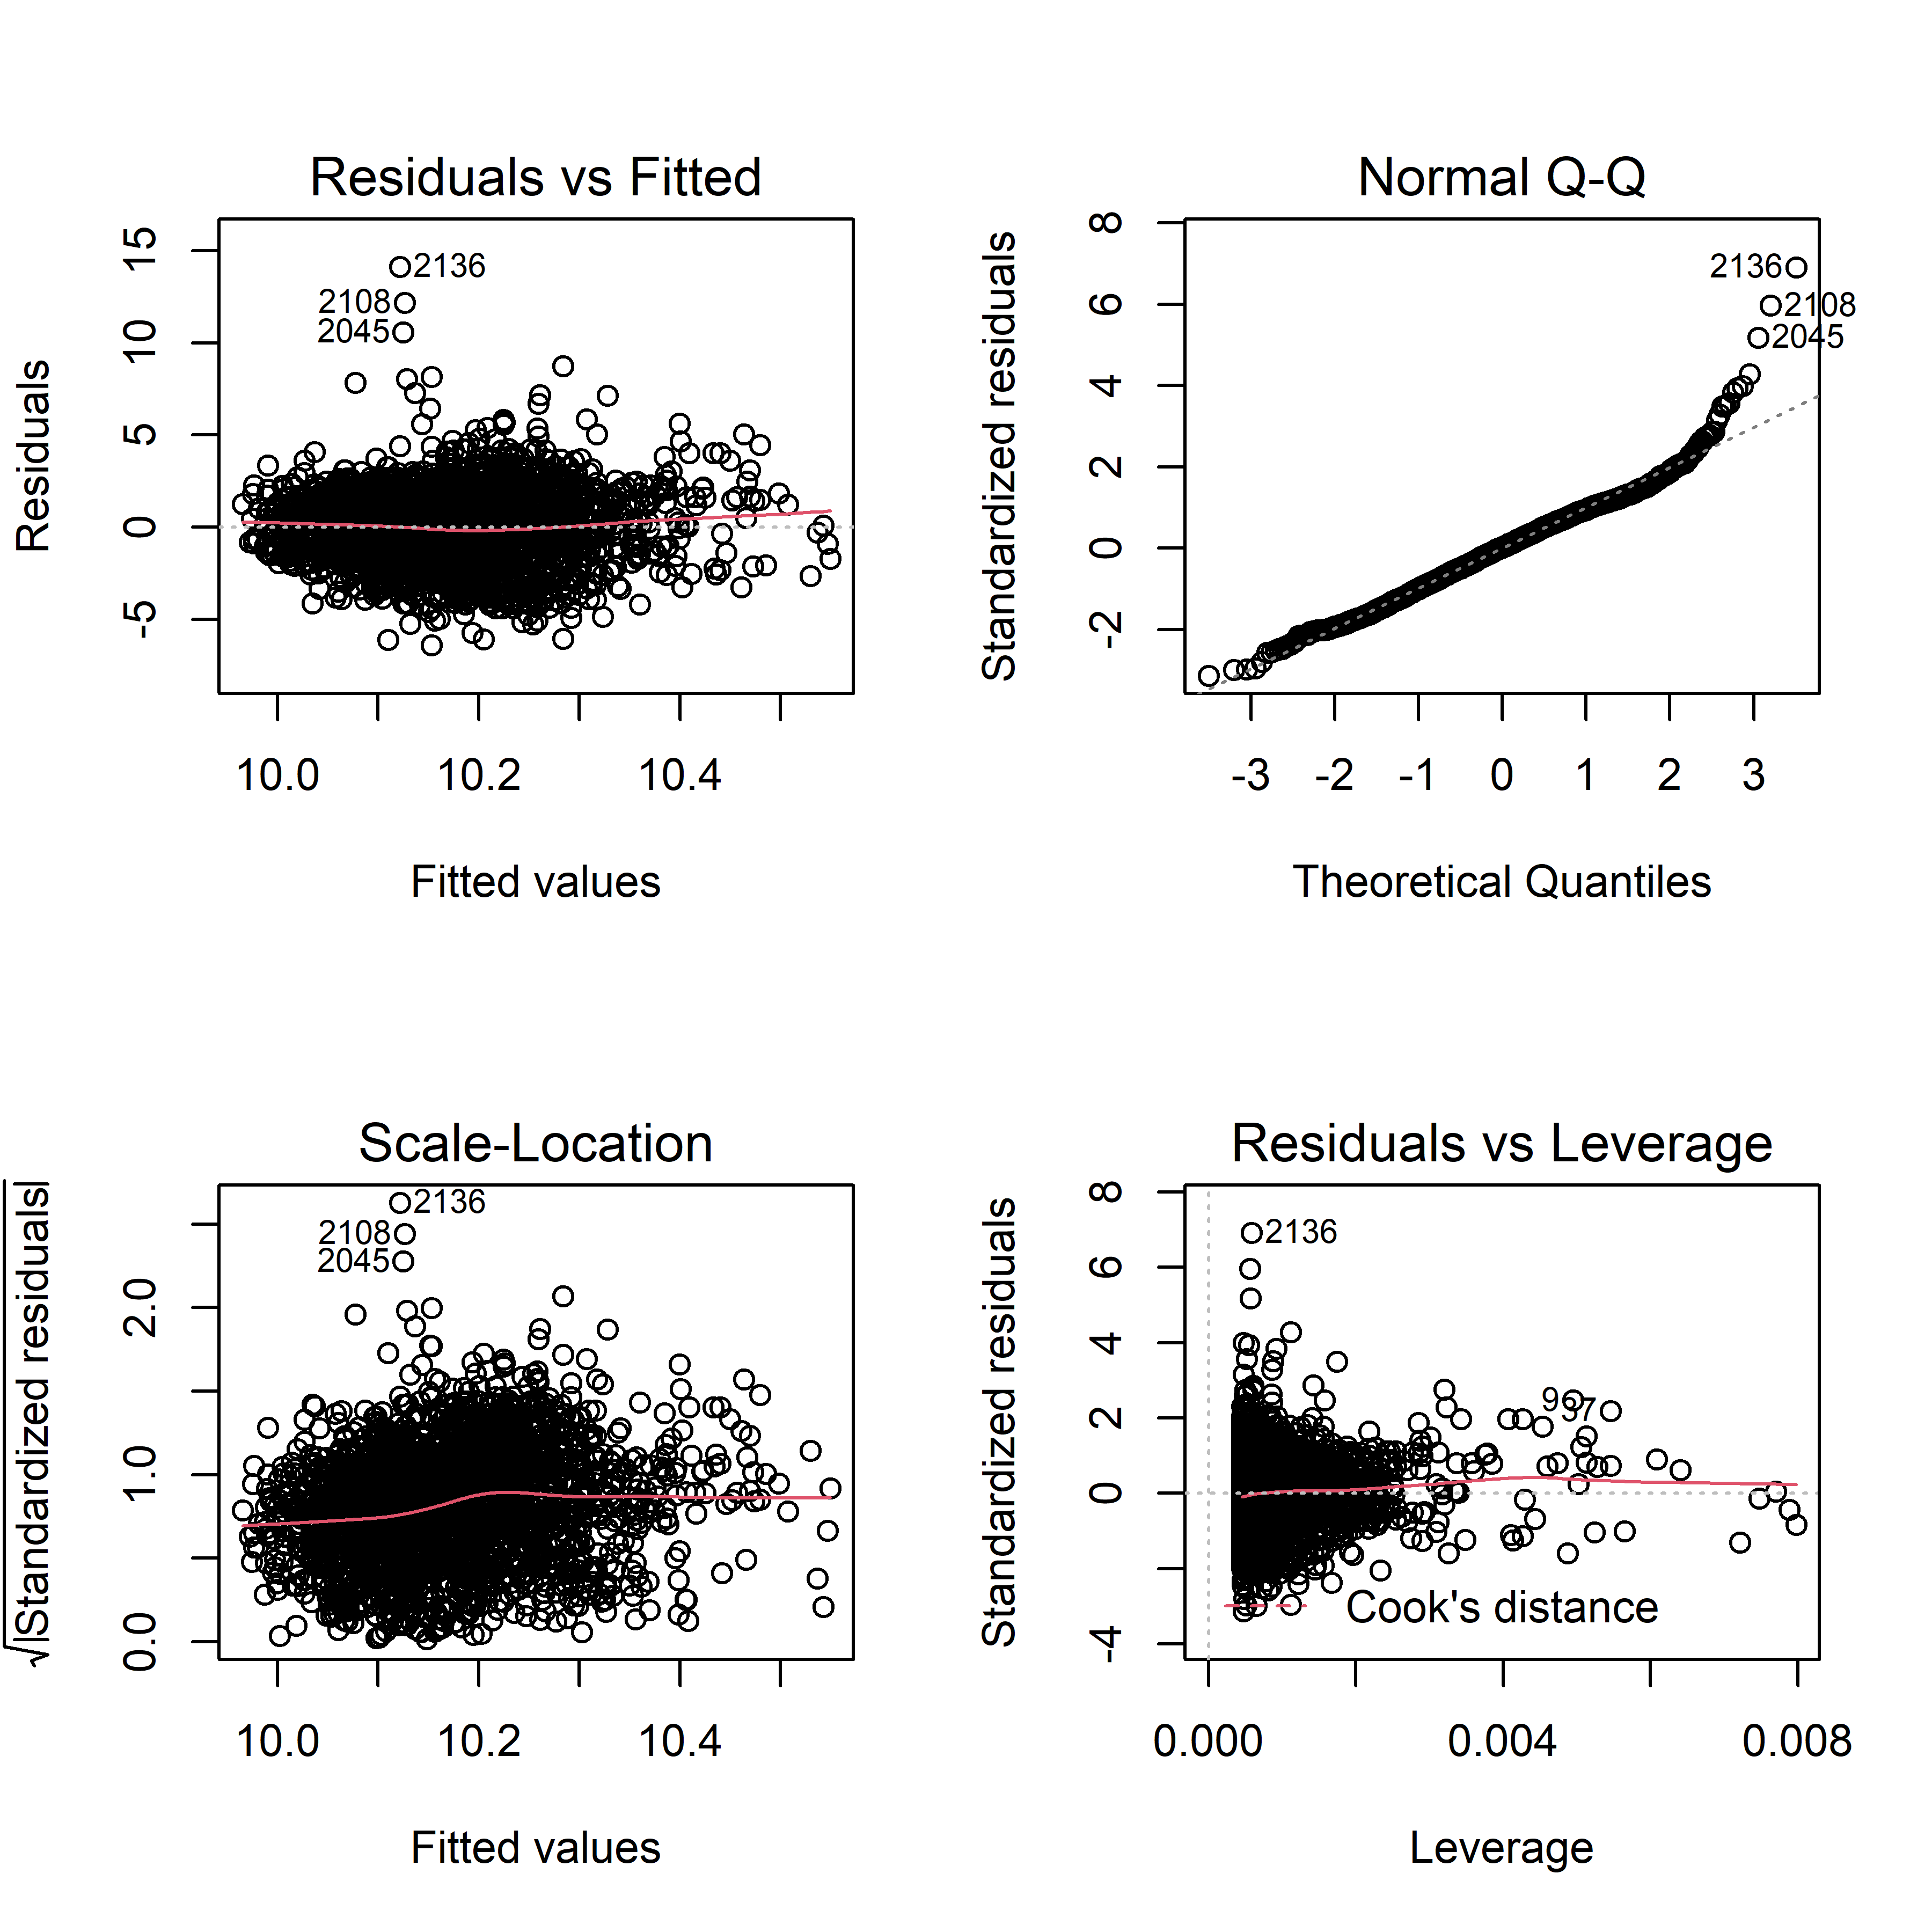 Residuals vs Fitted
Residuals
15
10
5
0
-5
2136
2108
2045
10.0 10.2 10.4
Fitted values
Normal Q-Q
Standardized residuals
8
6
4
2
0
-2
2136
2108
2045
-3 -2 -1 0 1 2 3
Theoretical Quantiles
Scale-Location
√|Standardized residuals|
2.0
1.0
0.0
2136
2108
2045
10.0 10.2 10.4
Fitted values
Residuals vs Leverage
Standardized residuals
8
6
4
2
0
-4
2136
Cook's distance
0.000 0.004 0.008
Leverage